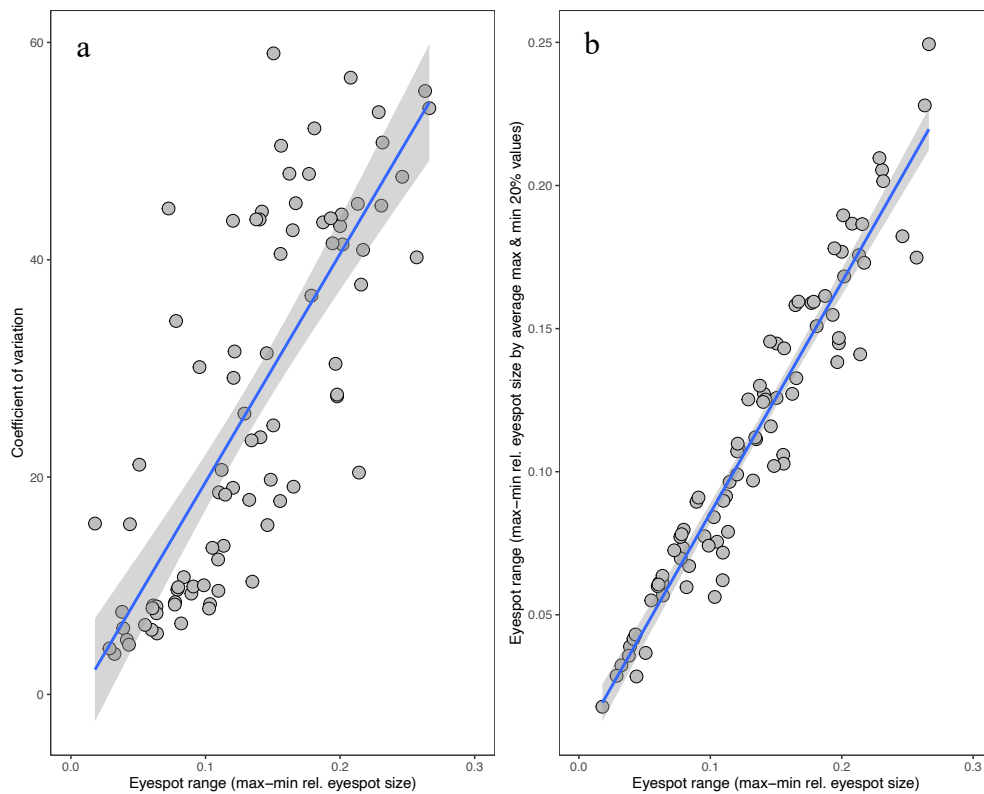 a
60
40
20
0
Coefficient of variation
0.0 0.1 0.2 0.3
Eyespot range (max−min rel. eyespot size)
b
0.25
0.20
0.15
0.10
0.05
Eyespot range (max−min rel. eyespot size by average max & min 20% values)
0.0 0.1 0.2 0.3
Eyespot range (max−min rel. eyespot size)